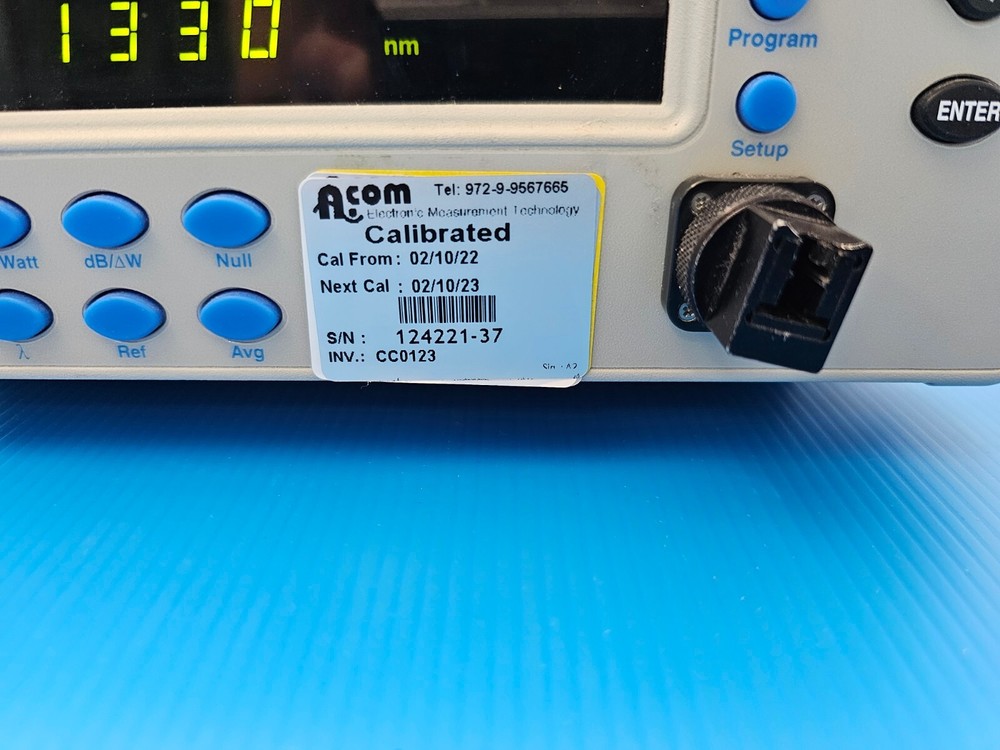 1330 nm
Program
Setup
ENTER
Watt
dB/ΔW
Null
λ
Ref
Avg
Acom Tel: 972-9-9567665
Electronic Measurement Technology
Calibrated
Cal From : 02/10/22
Next Cal : 02/10/23
S/N : 124221-37
INV.: CC0123